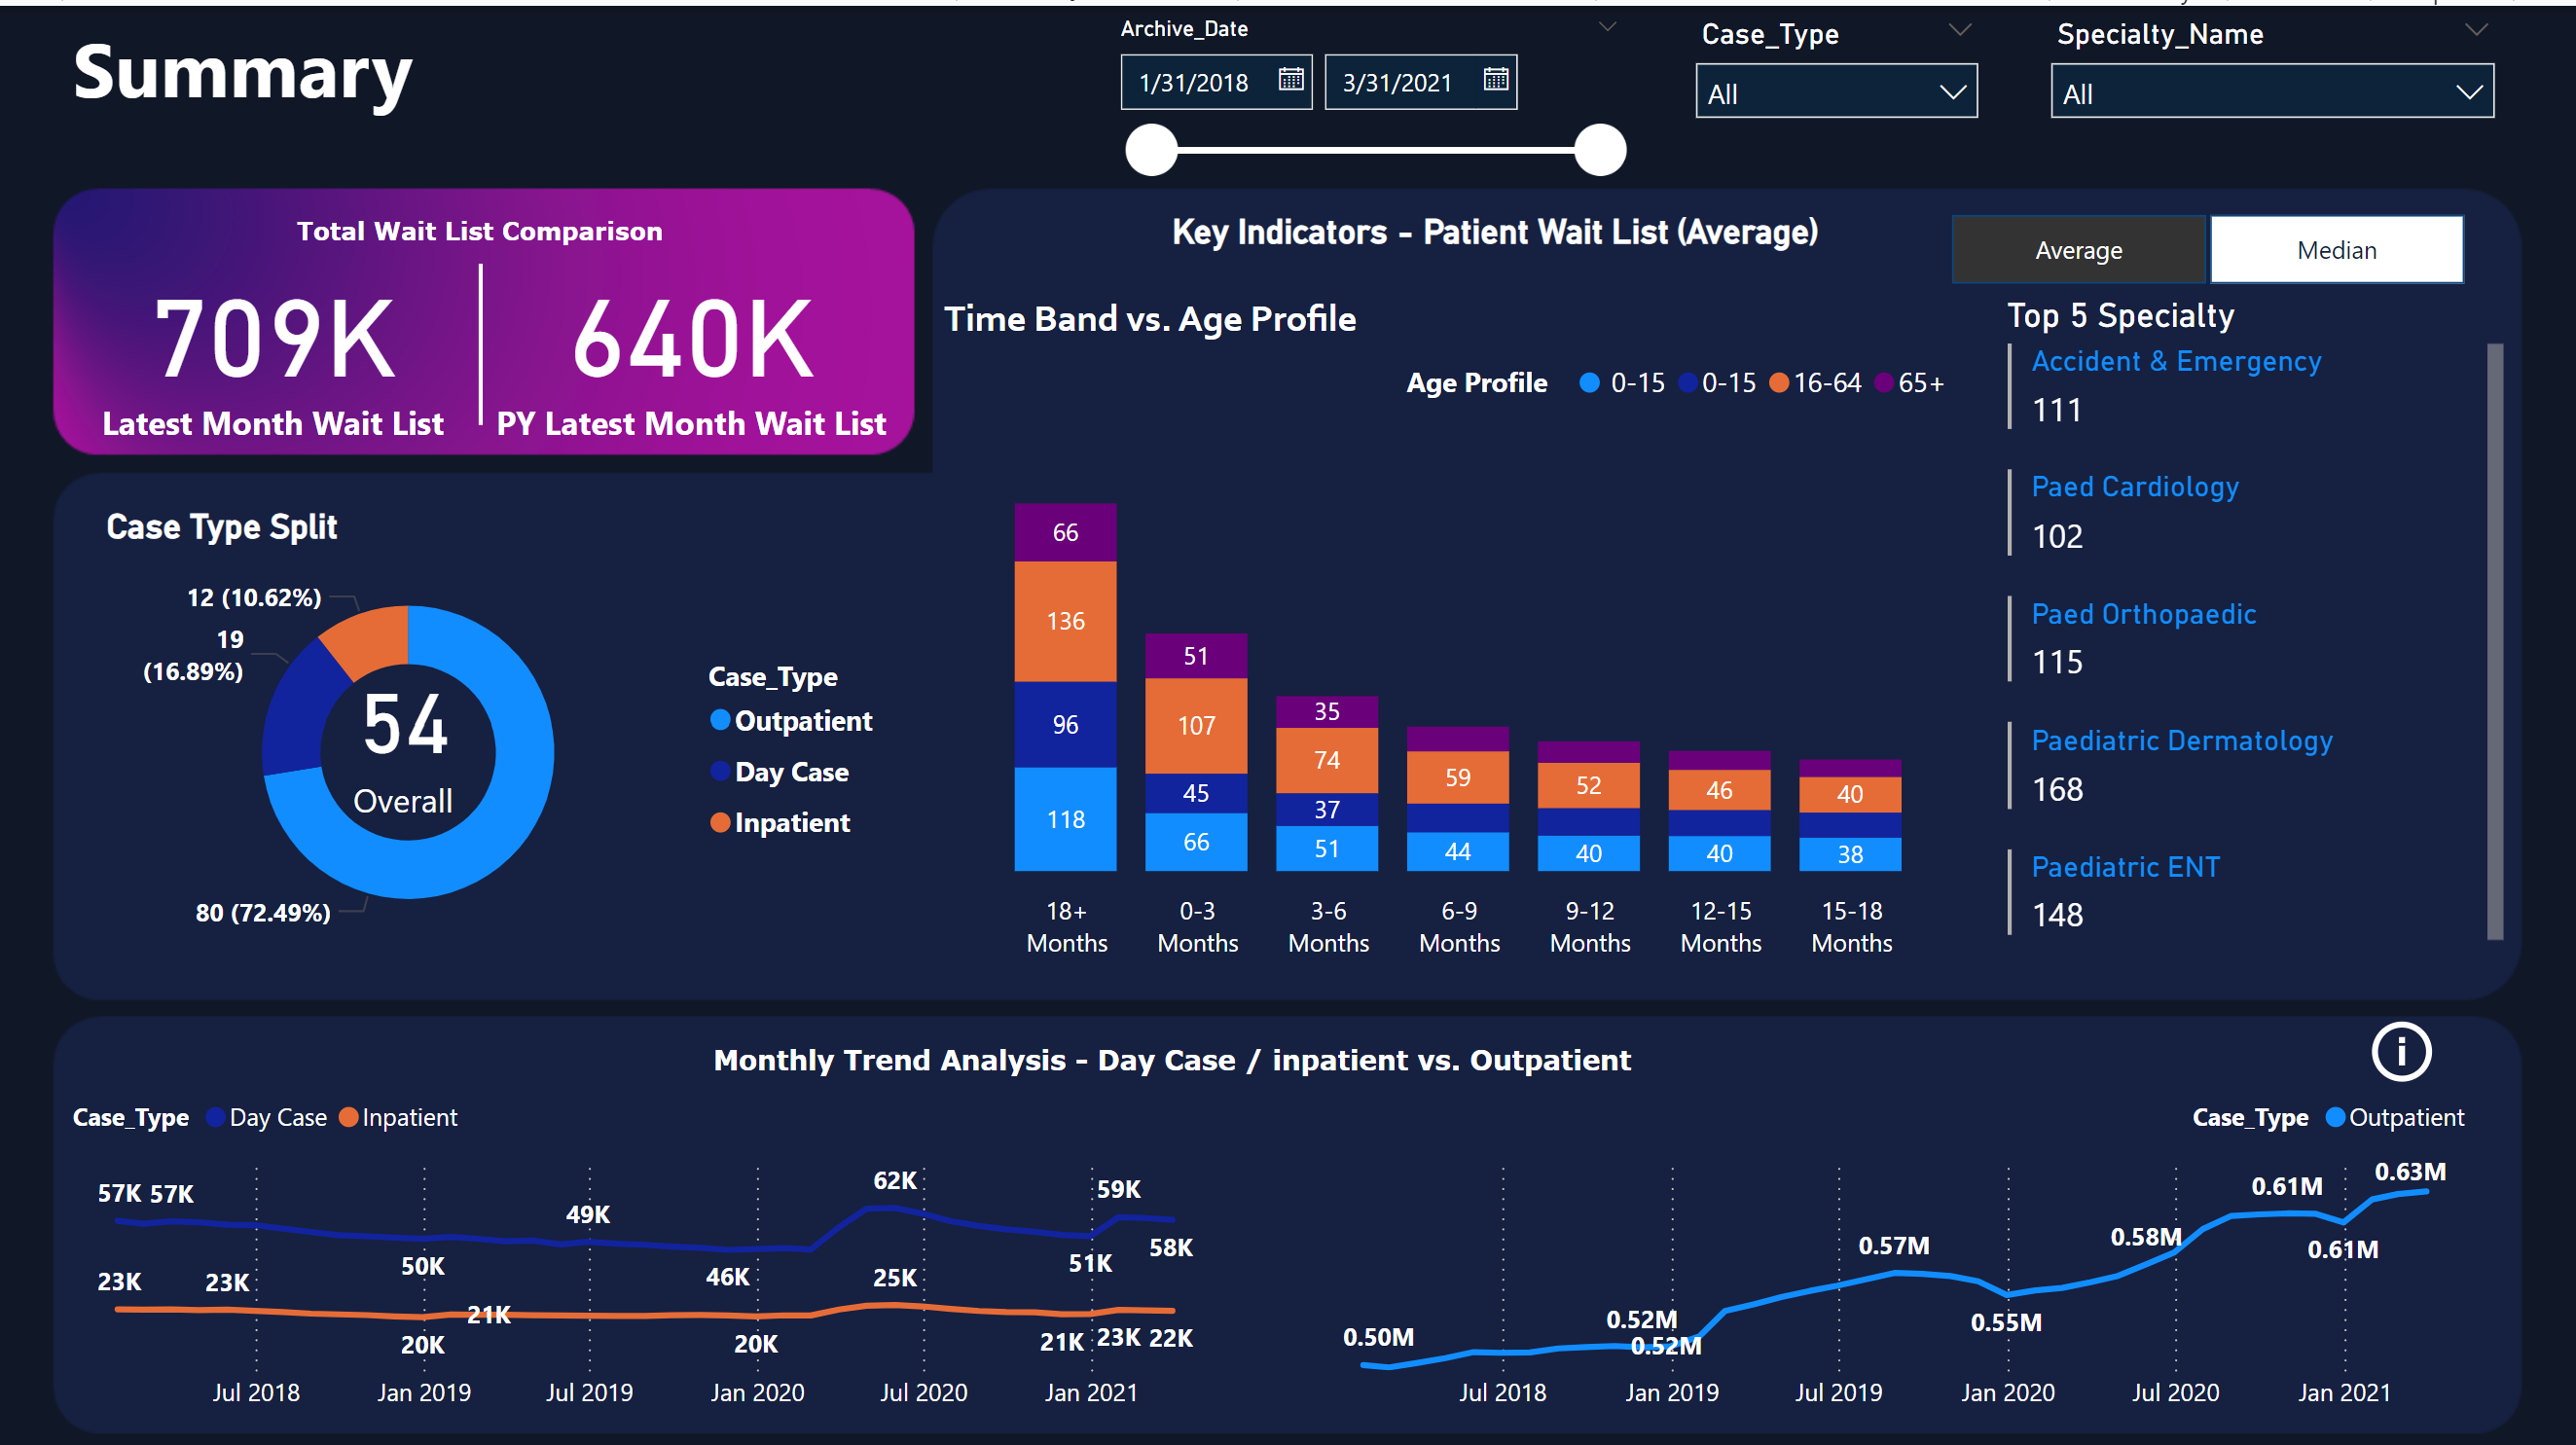 Summary
Archive_Date
1/31/2018
3/31/2021
Case_Type
All
Specialty_Name
All
Total Wait List Comparison
709K
Latest Month Wait List
640K
PY Latest Month Wait List
Key Indicators - Patient Wait List (Average)
Average
Median
Case Type Split
12 (10.62%)
19
(16.89%)
54
Overall
80 (72.49%)
Case_Type
Outpatient
Day Case
Inpatient
Time Band vs. Age Profile
Age Profile 0-15 0-15 16-64 65+
66
136
96
118
51
107
45
66
35
74
37
51
59
44
52
40
46
40
40
38
18+
Months
0-3
Months
3-6
Months
6-9
Months
9-12
Months
12-15
Months
15-18
Months
Top 5 Specialty
Accident & Emergency
111
Paed Cardiology
102
Paed Orthopaedic
115
Paediatric Dermatology
168
Paediatric ENT
148
Monthly Trend Analysis - Day Case / inpatient vs. Outpatient
i
Case_Type Day Case Inpatient
57K 57K
50K
49K
46K
62K
51K
59K
58K
23K
23K
20K
21K
20K
25K
21K
23K
22K
Jul 2018
Jan 2019
Jul 2019
Jan 2020
Jul 2020
Jan 2021
Case_Type Outpatient
0.50M
0.52M
0.52M
0.57M
0.55M
0.58M
0.61M
0.61M
0.63M
Jul 2018
Jan 2019
Jul 2019
Jan 2020
Jul 2020
Jan 2021